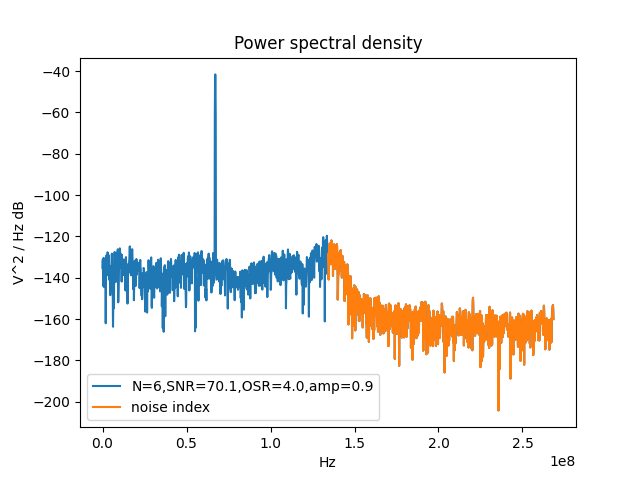 Power spectral density
V^2 / Hz dB
−40
−60
−80
−100
−120
−140
−160
−180
−200
N=6,SNR=70.1,OSR=4.0,amp=0.9
noise index
0.0 0.5 1.0 1.5 2.0 2.5
1e8
Hz